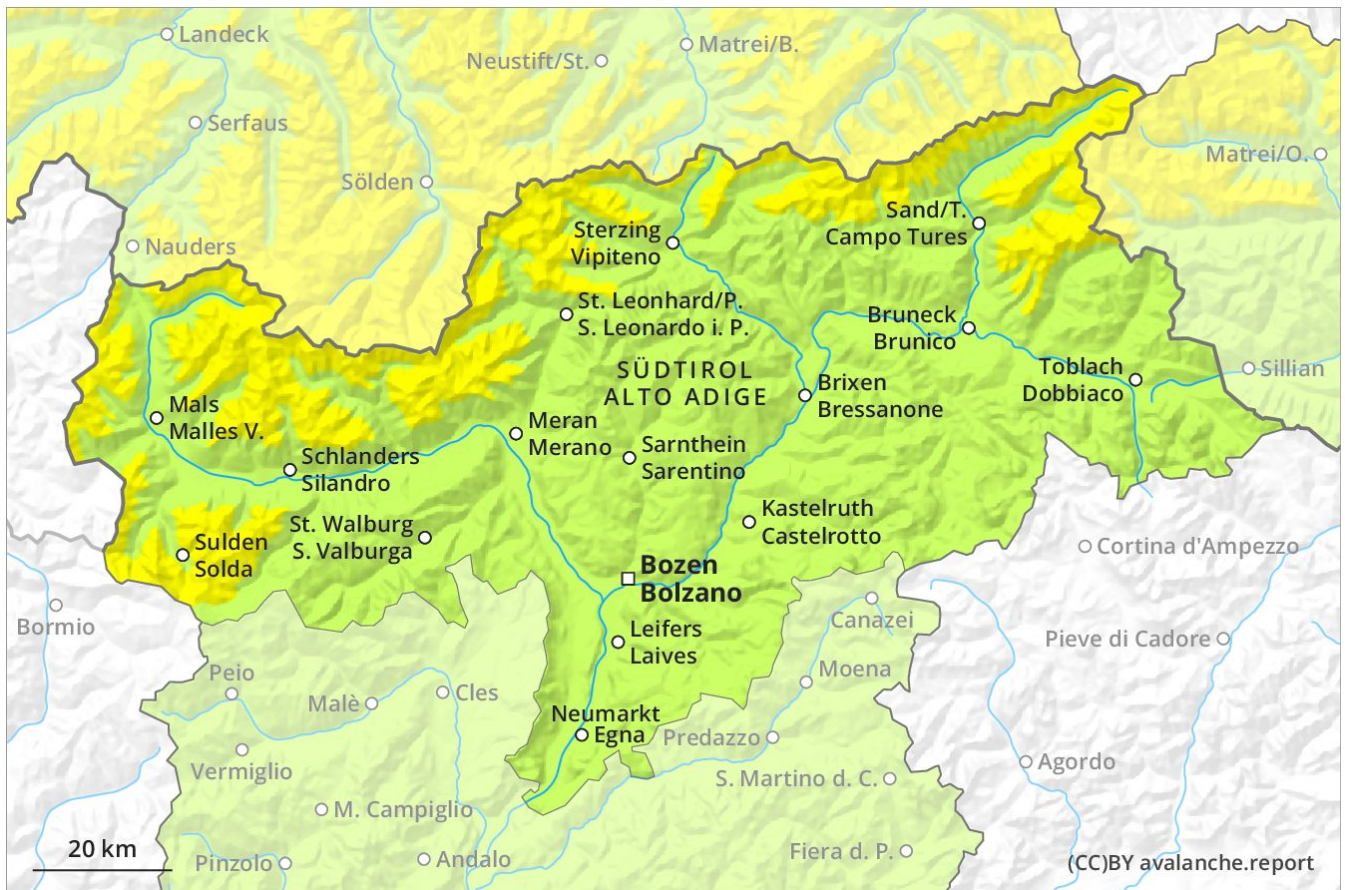 Landeck
Matrei/B.
Neustift/St.
Serfaus
Matrei/O.
Sölden
Sand/T.
Campo Tures
Sterzing
Vipiteno
Nauders
St. Leonhard/P.
S. Leonardo i. P.
Bruneck
Brunico
SÜDTIROL
ALTO ADIGE
Toblach
Dobbiaco
Sillian
Brixen
Bressanone
Mals
Malles V.
Meran
Merano
Sarnthein
Sarentino
Schlanders
Silandro
Kastelruth
Castelrotto
St. Walburg
S. Valburga
Sulden
Solda
Cortina d'Ampezzo
Bozen
Bolzano
Bormio
Canazei
Leifers
Laives
Pieve di Cadore
Peio
Moena
Cles
Malè
Neumarkt
Egna
Predazzo
Vermiglio
Agordo
S. Martino d. C.
M. Campiglio
20 km
Pinzolo
Andalo
Fiera d. P.
(CC)BY avalanche.report